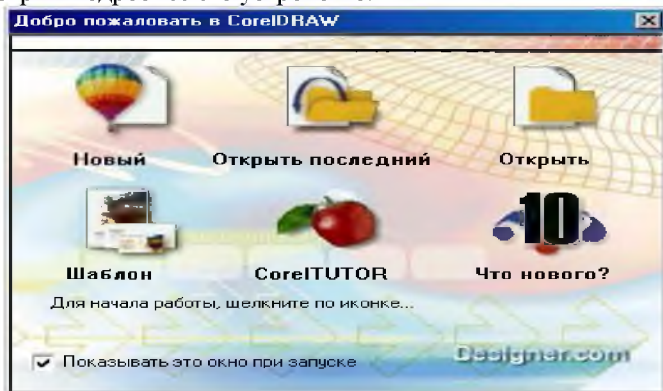 Добро пожаловать в CorelDRAW
Новый Открыть последний Открыть
10
Шаблон CorelTUTOR Что нового?
Для начала работы, щелкните по иконке...
Показывать это окно при запуске
Designer.com